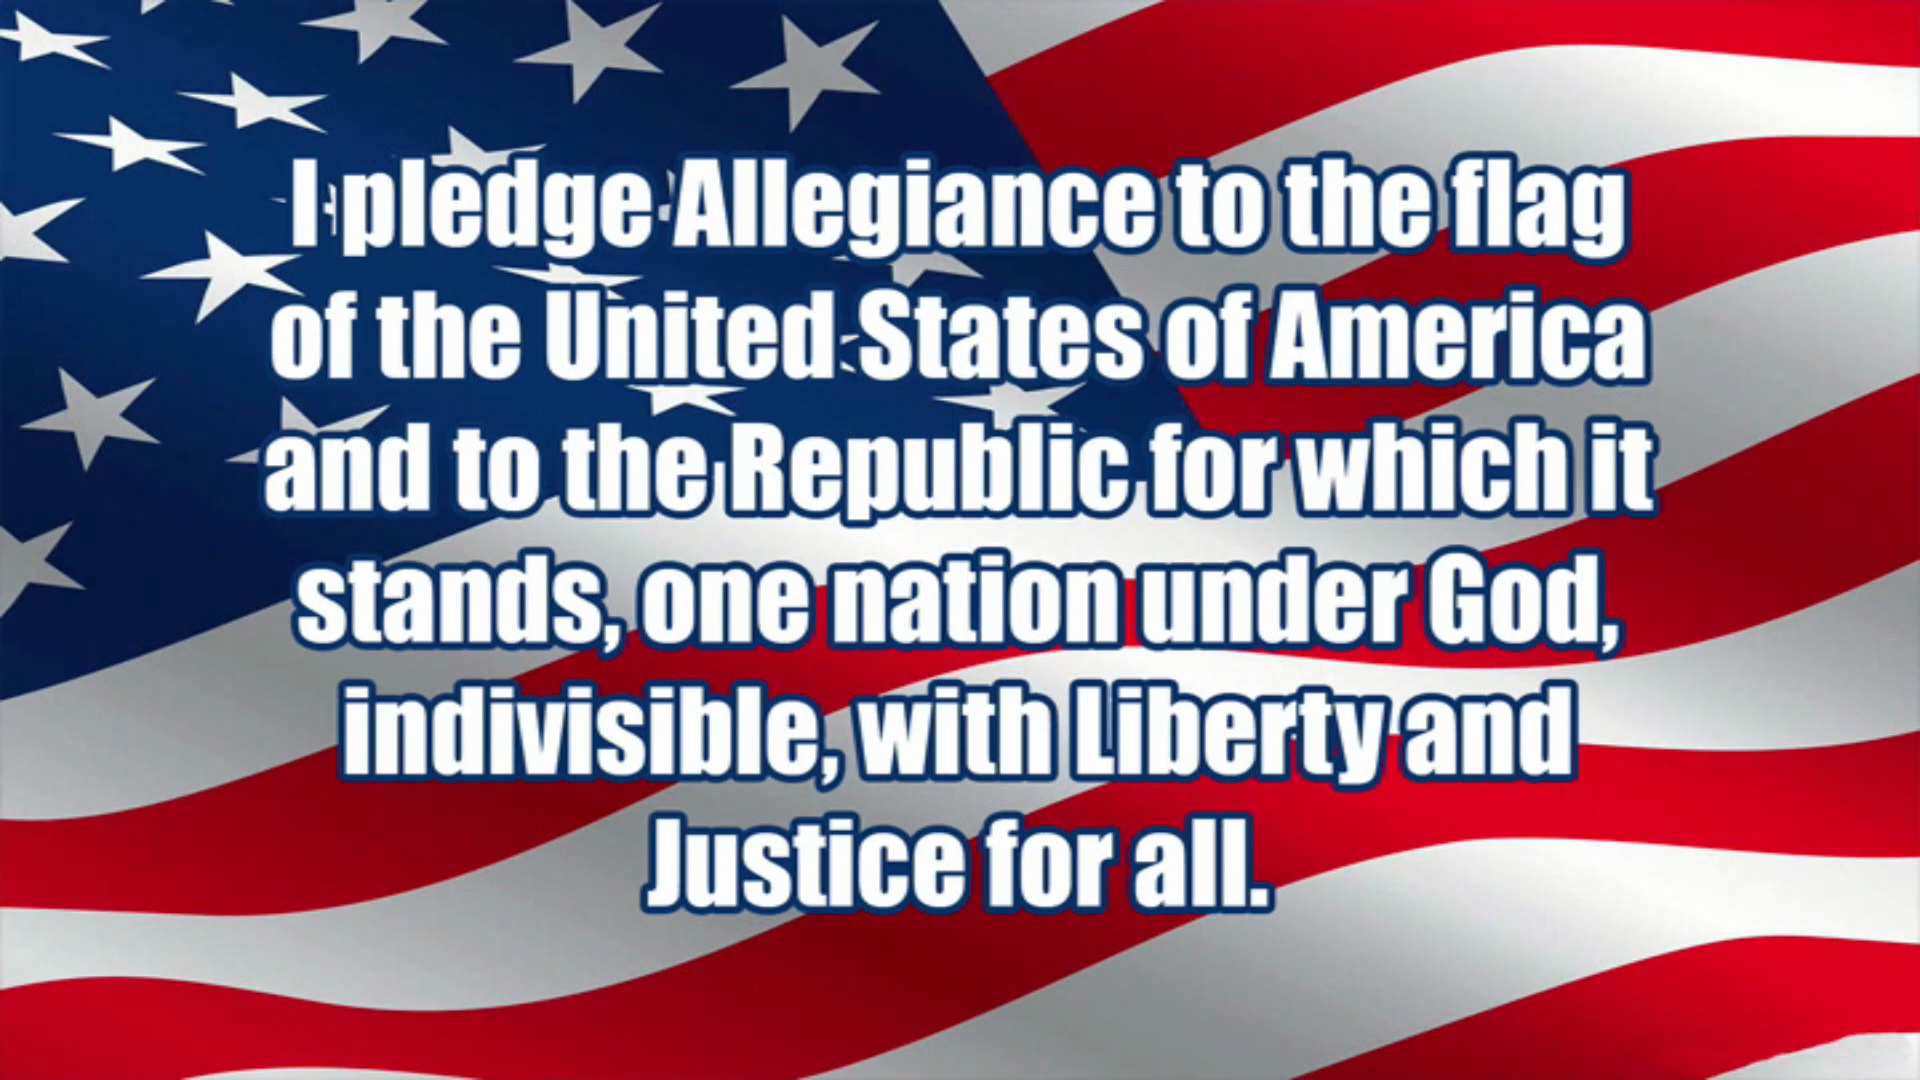 I pledge Allegiance to the flag
of the United States of America
and to the Republic for which it
stands, one nation under God,
indivisible, with Liberty and
Justice for all.